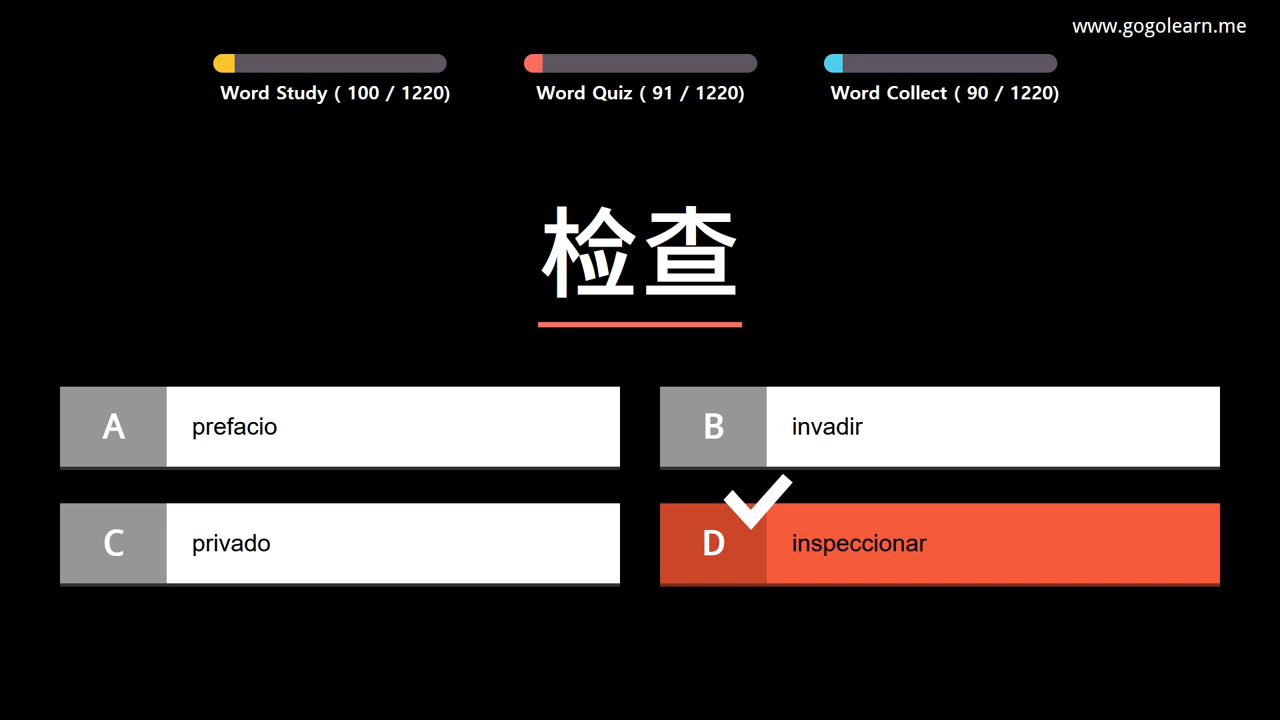 www.gogolearn.me
Word Study ( 100 / 1220)
Word Quiz ( 91 / 1220)
Word Collect ( 90 / 1220)
检查
A prefacio
B invadir
C privado
D inspeccionar